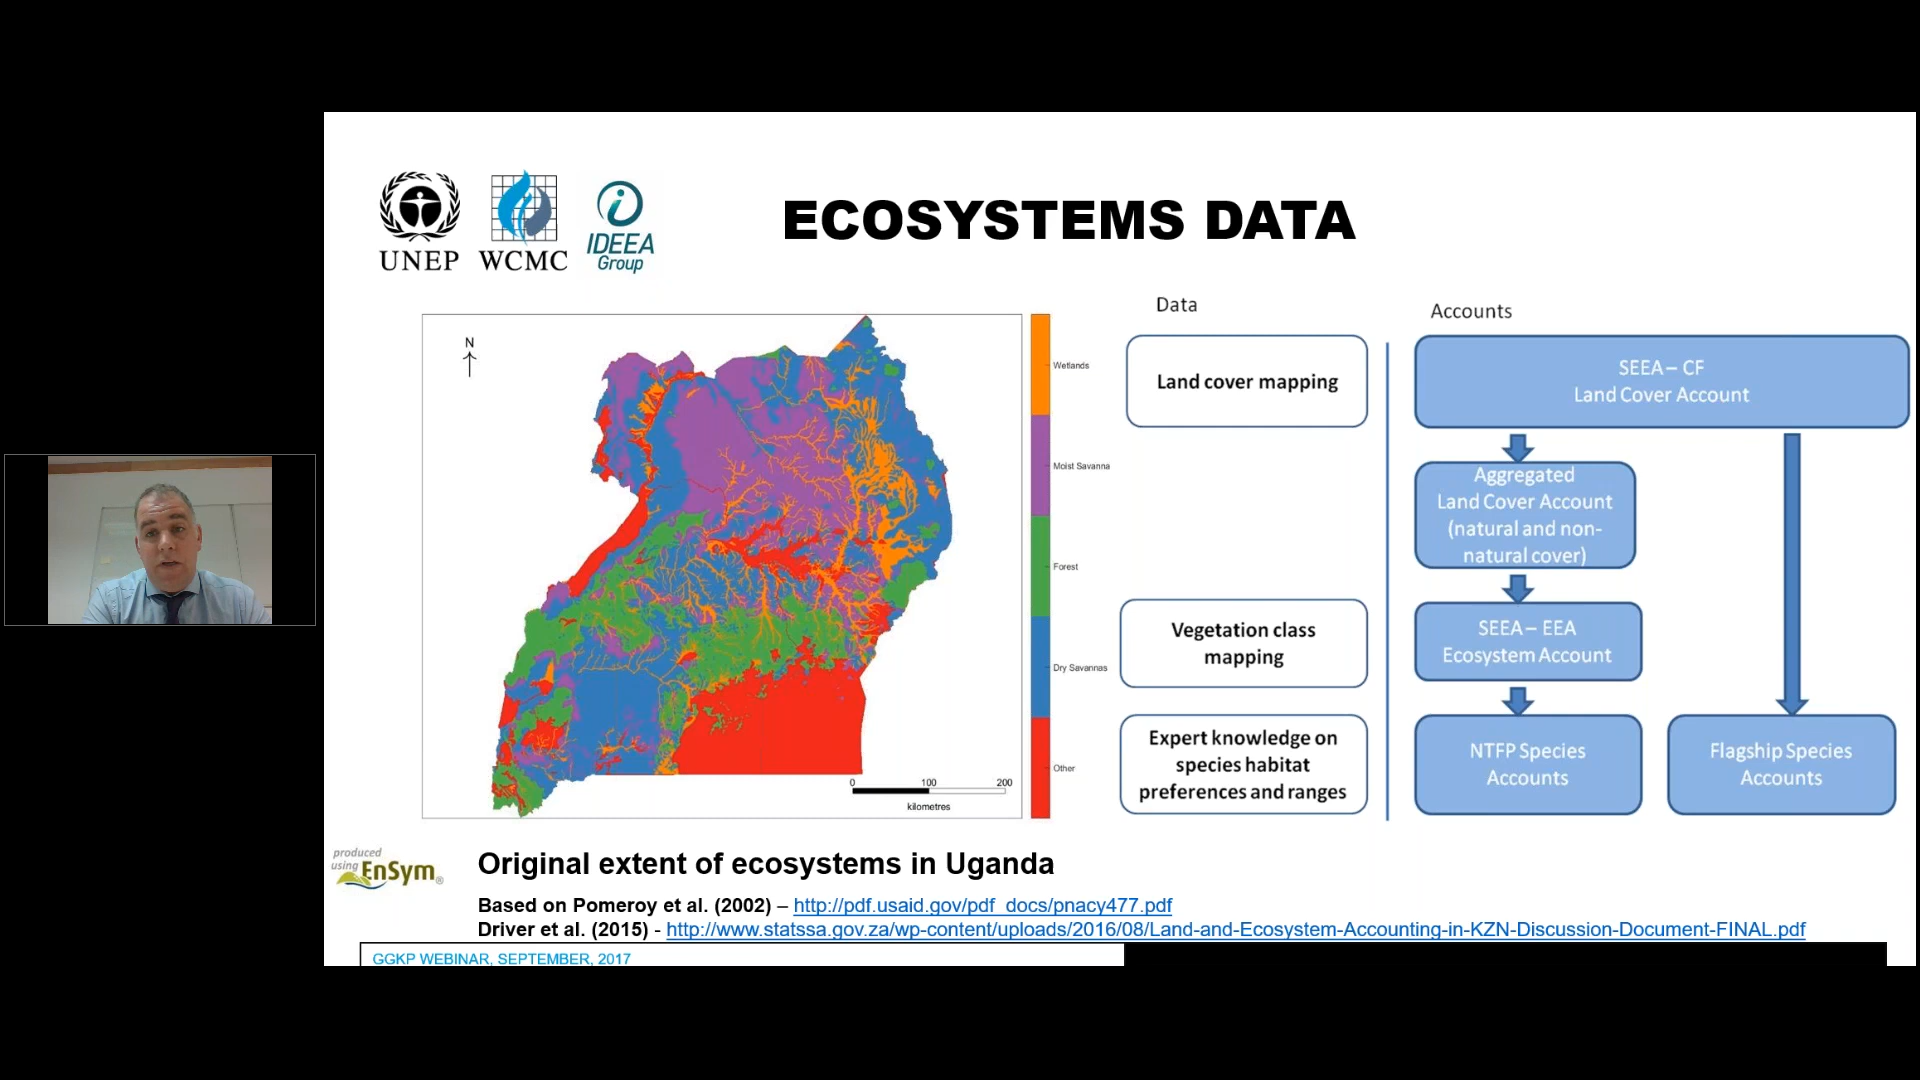 UNEP
WCMC
IDEEA
Group
ECOSYSTEMS DATA
N
Wetlands
Moist Savanna
Forest
Dry Savannas
Other
0 100 200
kilometres
Data
Land cover mapping
Vegetation class
mapping
Expert knowledge on
species habitat
preferences and ranges
Accounts
SEEA – CF
Land Cover Account
Aggregated
Land Cover Account
(natural and non-
natural cover)
SEEA – EEA
Ecosystem Account
NTFP Species
Accounts
Flagship Species
Accounts
produced
using EnSym®
Original extent of ecosystems in Uganda
Based on Pomeroy et al. (2002) – http://pdf.usaid.gov/pdf_docs/pnacy477.pdf
Driver et al. (2015) - http://www.statssa.gov.za/wp-content/uploads/2016/08/Land-and-Ecosystem-Accounting-in-KZN-Discussion-Document-FINAL.pdf
GGKP WEBINAR, SEPTEMBER, 2017